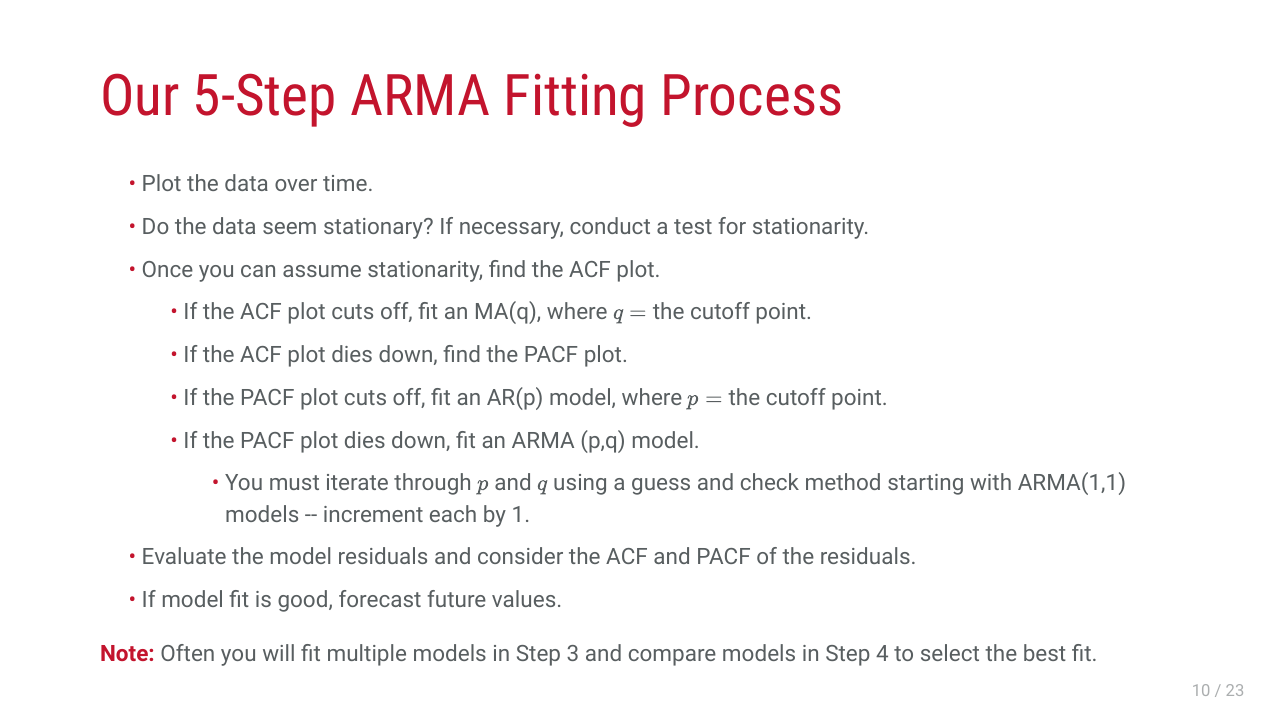 Our 5-Step ARMA Fitting Process
• Plot the data over time.
• Do the data seem stationary? If necessary, conduct a test for stationarity.
• Once you can assume stationarity, find the ACF plot.
• If the ACF plot cuts off, fit an MA(q), where q = the cutoff point.
• If the ACF plot dies down, find the PACF plot.
• If the PACF plot cuts off, fit an AR(p) model, where p = the cutoff point.
• If the PACF plot dies down, fit an ARMA (p,q) model.
• You must iterate through p and q using a guess and check method starting with ARMA(1,1)
models -- increment each by 1.
• Evaluate the model residuals and consider the ACF and PACF of the residuals.
• If model fit is good, forecast future values.
Note: Often you will fit multiple models in Step 3 and compare models in Step 4 to select the best fit.
10 / 23